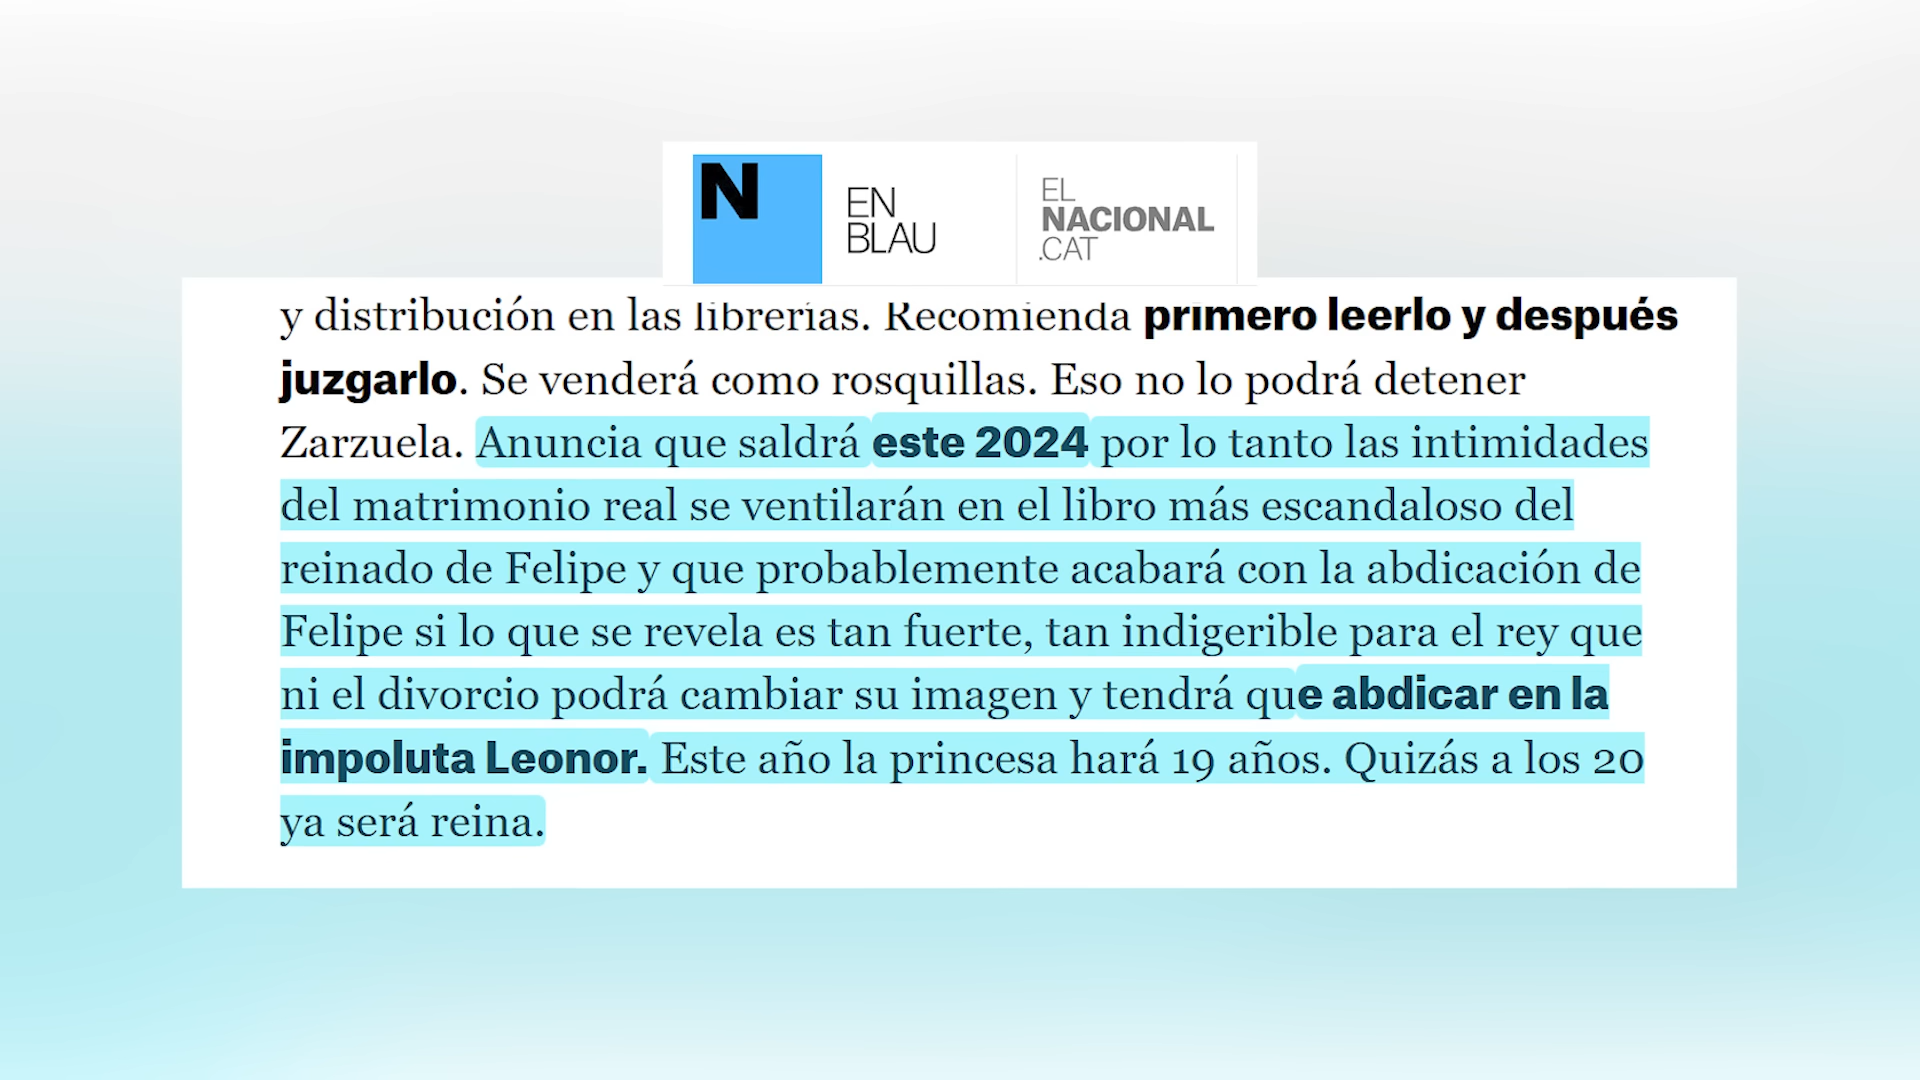 N
EN
BLAU
EL
NACIONAL
.CAT
y distribución en las librerías. Recomienda primero leerlo y después
juzgarlo. Se venderá como rosquillas. Eso no lo podrá detener
Zarzuela. Anuncia que saldrá este 2024 por lo tanto las intimidades
del matrimonio real se ventilarán en el libro más escandaloso del
reinado de Felipe y que probablemente acabará con la abdicación de
Felipe si lo que se revela es tan fuerte, tan indigerible para el rey que
ni el divorcio podrá cambiar su imagen y tendrá que abdicar en la
impoluta Leonor. Este año la princesa hará 19 años. Quizás a los 20
ya será reina.